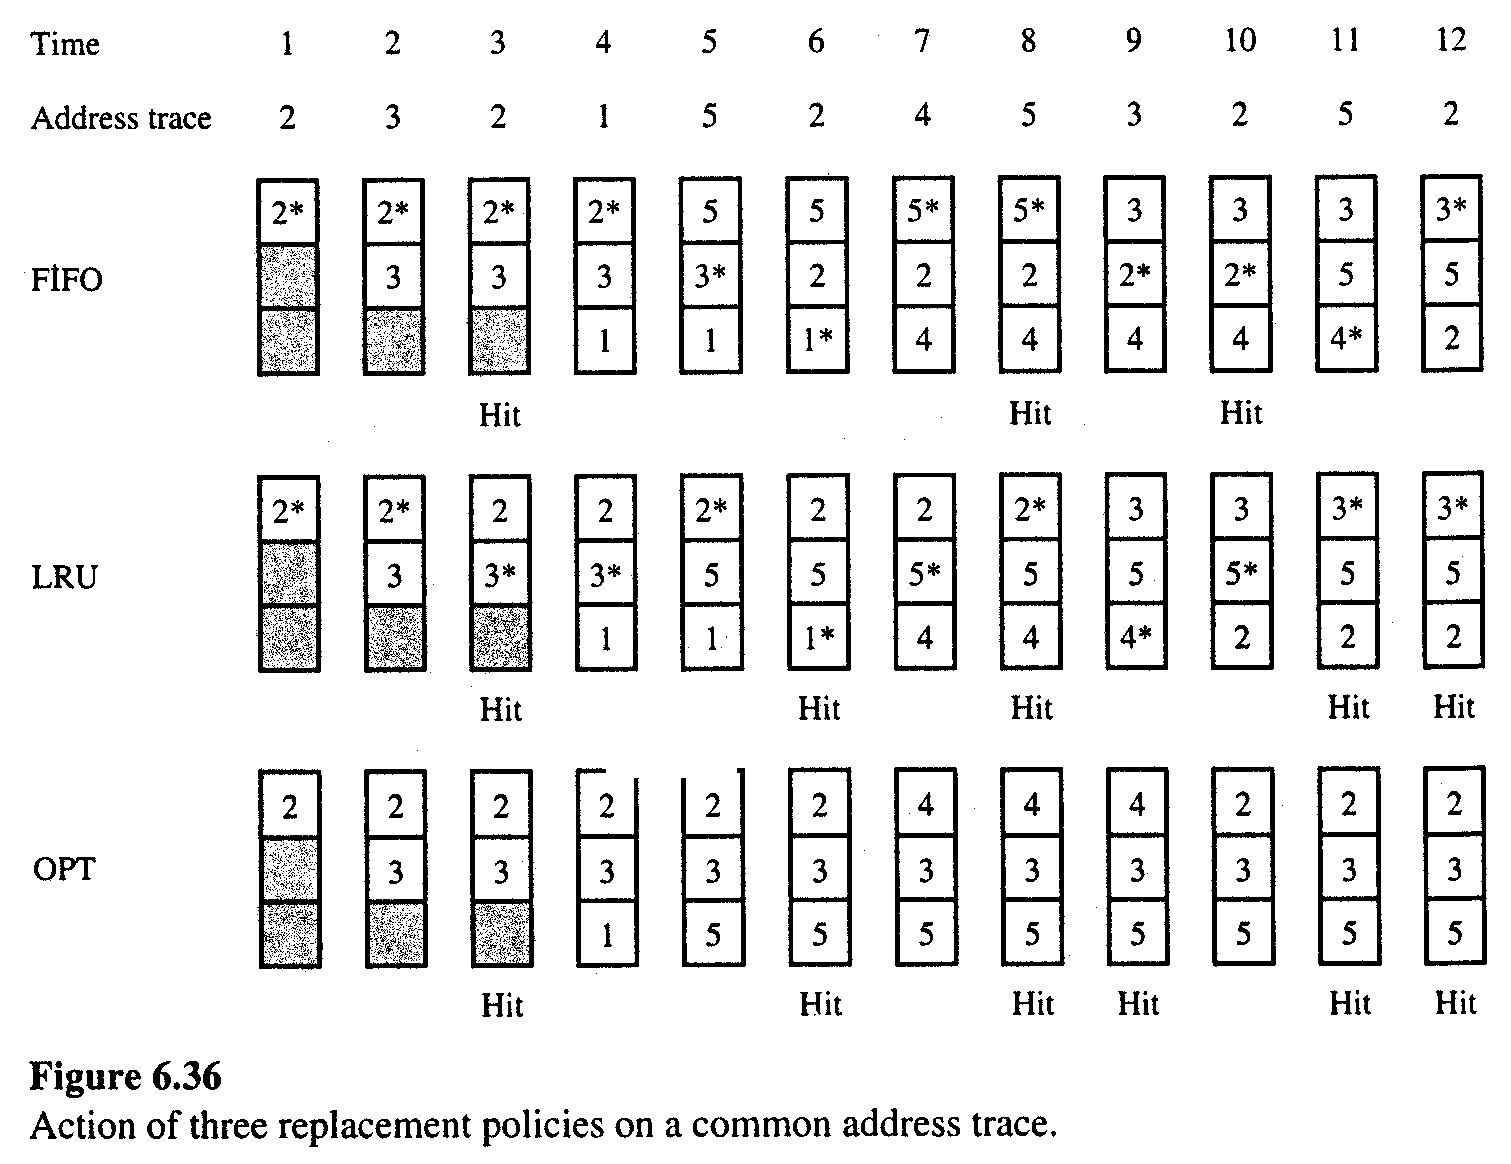 Time 1 2 3 4 5 6 7 8 9 10 11 12
Address trace 2 3 2 1 5 2 4 5 3 2 5 2
2* 2* 2* 2* 5 5 5* 5* 3 3 3 3*
FIFO 3 3 3 3* 2 2 2 2* 2* 5 5
1 1 1* 4 4 4 4 4* 2
Hit Hit Hit
2* 2* 2 2 2* 2 2 2* 3 3 3* 3*
LRU 3 3* 3* 5 5 5* 5 5 5* 5 5
1 1 1* 4 4 4* 2 2 2
Hit Hit Hit Hit Hit
2 2 2 2 2 2 4 4 4 2 2 2
OPT 3 3 3 3 3 3 3 3 3 3 3
1 5 5 5 5 5 5 5 5
Hit Hit Hit Hit Hit Hit
Figure 6.36
Action of three replacement policies on a common address trace.